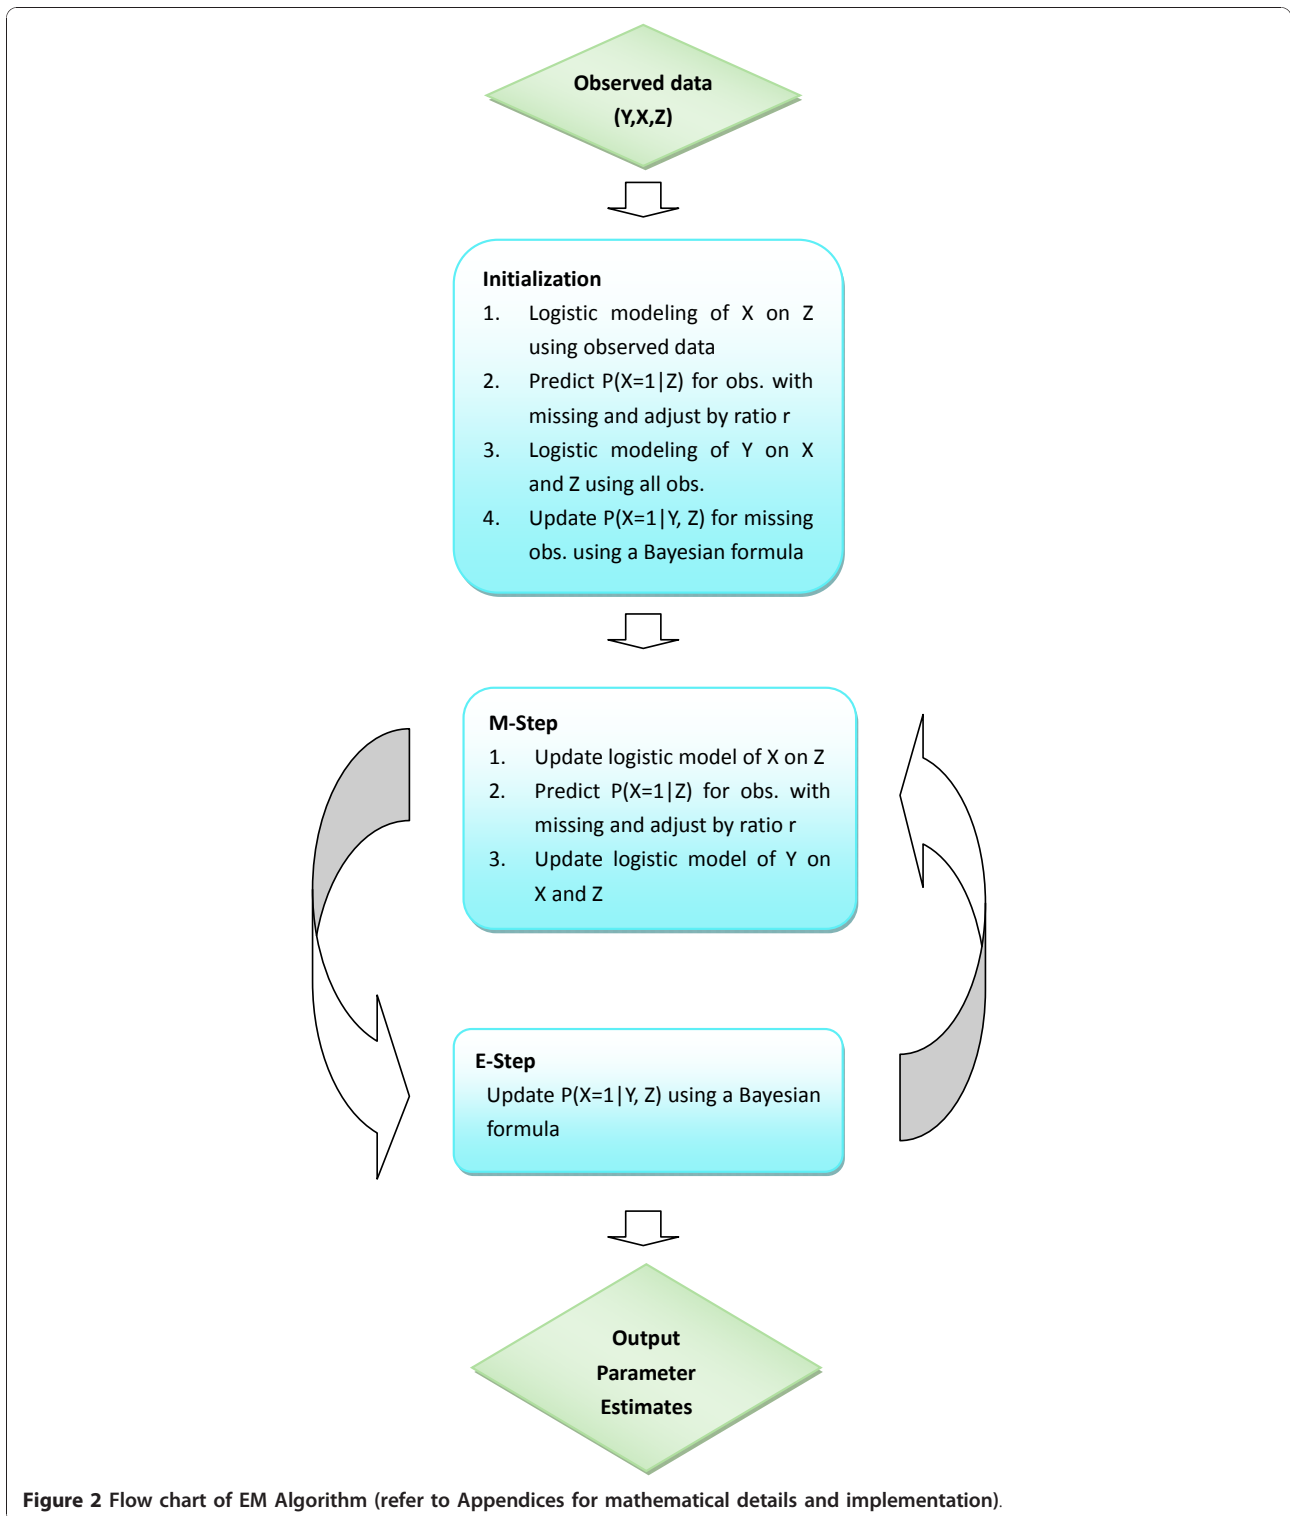 Observed data
(Y,X,Z)
Initialization
1. Logistic modeling of X on Z
using observed data
2. Predict P(X=1|Z) for obs. with
missing and adjust by ratio r
3. Logistic modeling of Y on X
and Z using all obs.
4. Update P(X=1|Y, Z) for missing
obs. using a Bayesian formula
M-Step
1. Update logistic model of X on Z
2. Predict P(X=1|Z) for obs. with
missing and adjust by ratio r
3. Update logistic model of Y on
X and Z
E-Step
Update P(X=1|Y, Z) using a Bayesian
formula
Output
Parameter
Estimates
Figure 2 Flow chart of EM Algorithm (refer to Appendices for mathematical details and implementation).